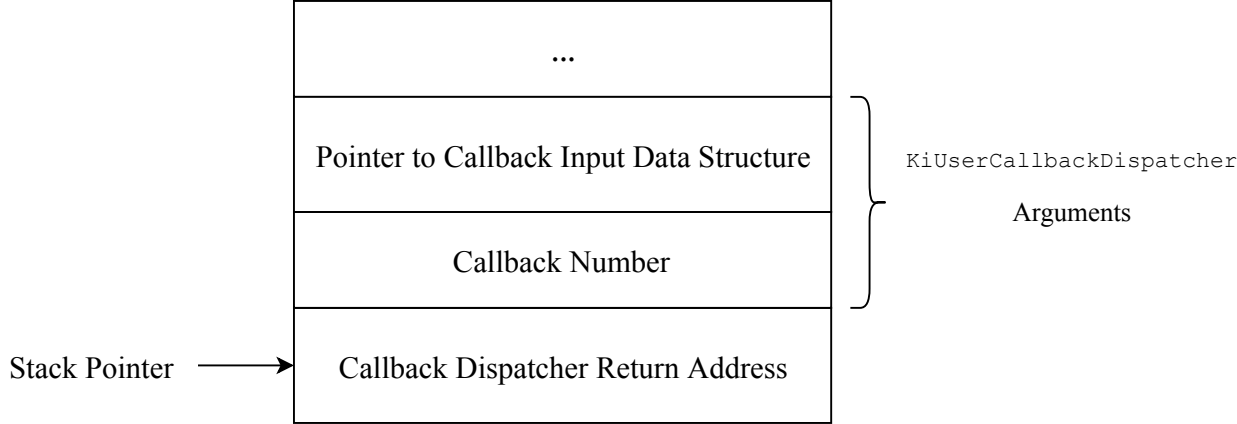 ...
Pointer to Callback Input Data Structure
KiUserCallbackDispatcher
Arguments
Callback Number
Stack Pointer
Callback Dispatcher Return Address